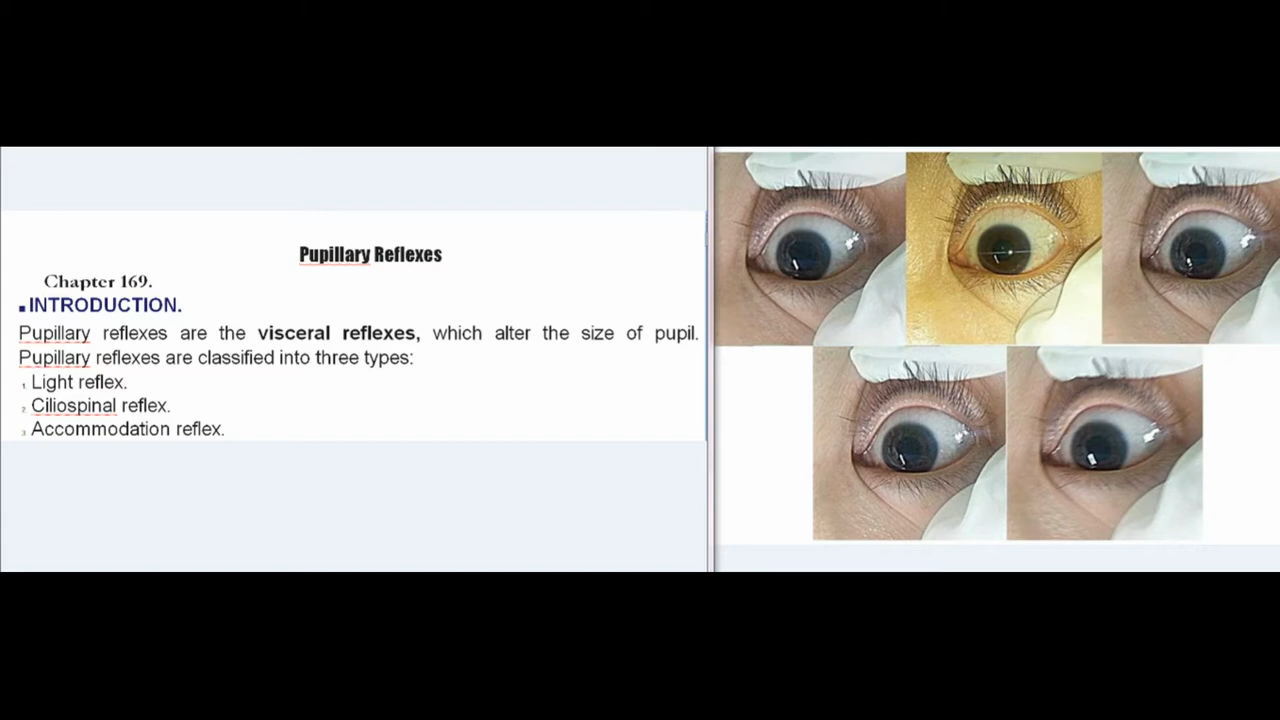 Pupillary Reflexes
Chapter 169.
▪INTRODUCTION.
Pupillary reflexes are the visceral reflexes, which alter the size of pupil.
Pupillary reflexes are classified into three types:
1. Light reflex.
2. Ciliospinal reflex.
3. Accommodation reflex.